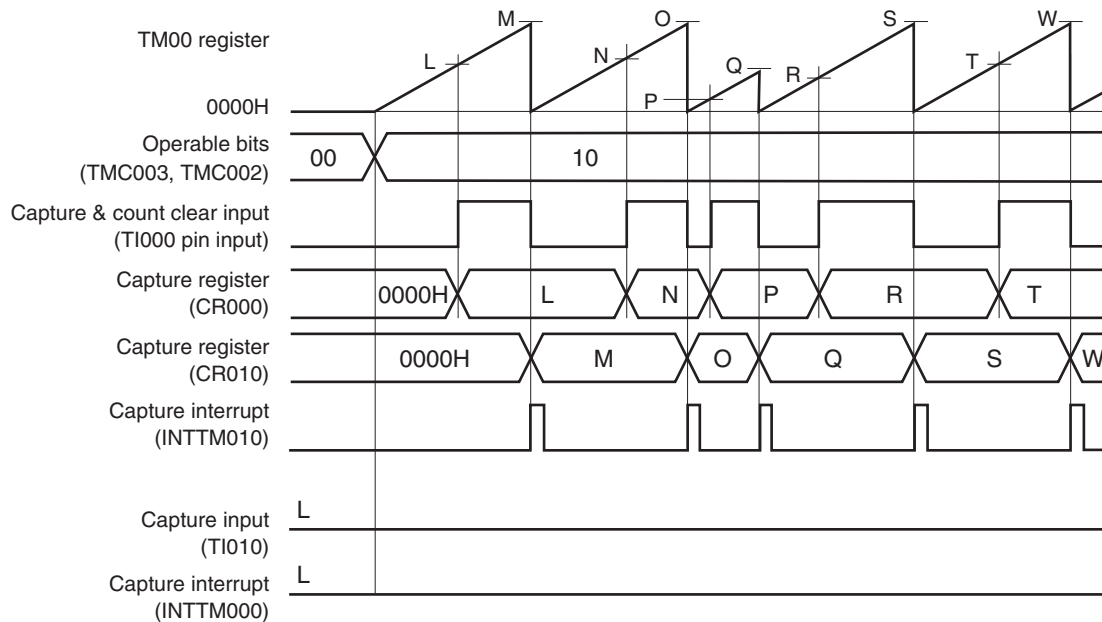 M
O
S
W
TM00 register
L
N
Q
R
T
P
0000H
Operable bits
(TMC003, TMC002)
00
10
Capture & count clear input
(TI000 pin input)
Capture register
(CR000)
0000H
L
N
P
R
T
Capture register
(CR010)
0000H
M
O
Q
S
W
Capture interrupt
(INTTM010)
L
Capture input
(TI010)
L
Capture interrupt
(INTTM000)